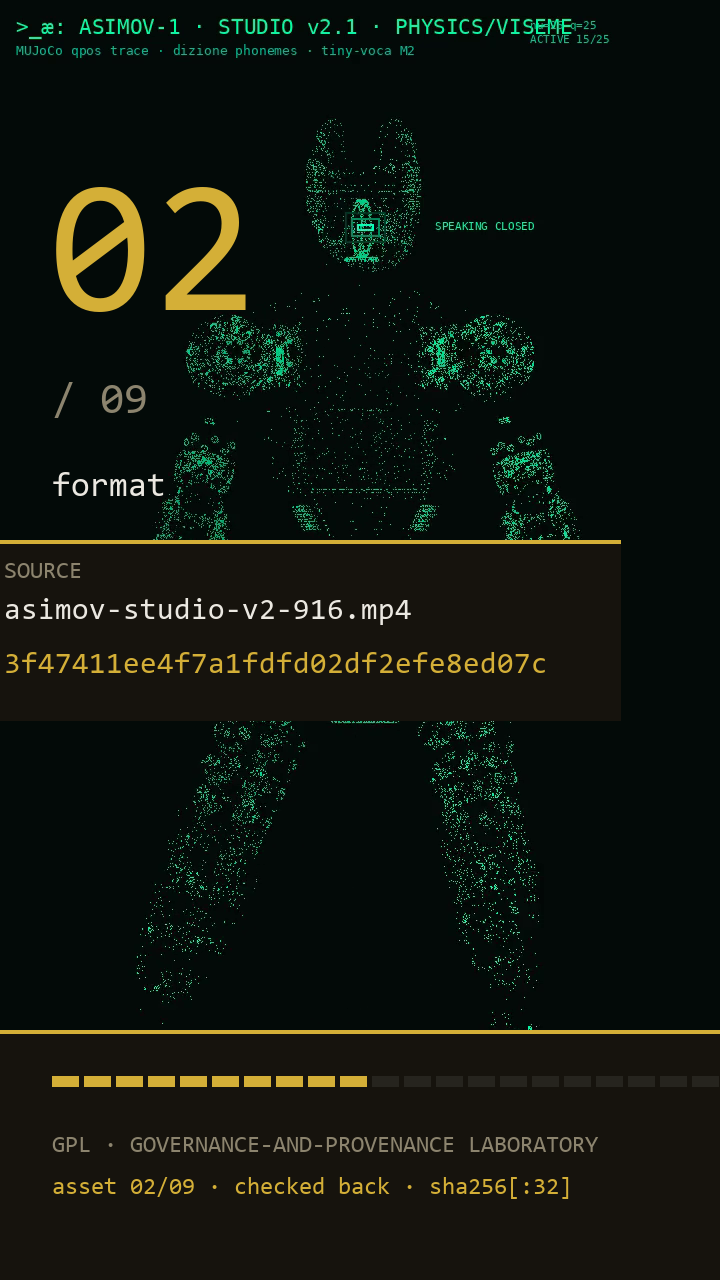 >_æ: ASIMOV-1 · STUDIO v2.1 · PHYSICS/VISEME
q=25
MUJoCo qpos trace · dizione phonemes · tiny-voca M2
ACTIVE 15/25
02
SPEAKING CLOSED
/ 09
format
SOURCE
asimov-studio-v2-916.mp4
3f47411ee4f7a1fdfd02df2efe8ed07c
GPL · GOVERNANCE-AND-PROVENANCE LABORATORY
asset 02/09 · checked back · sha256[:32]